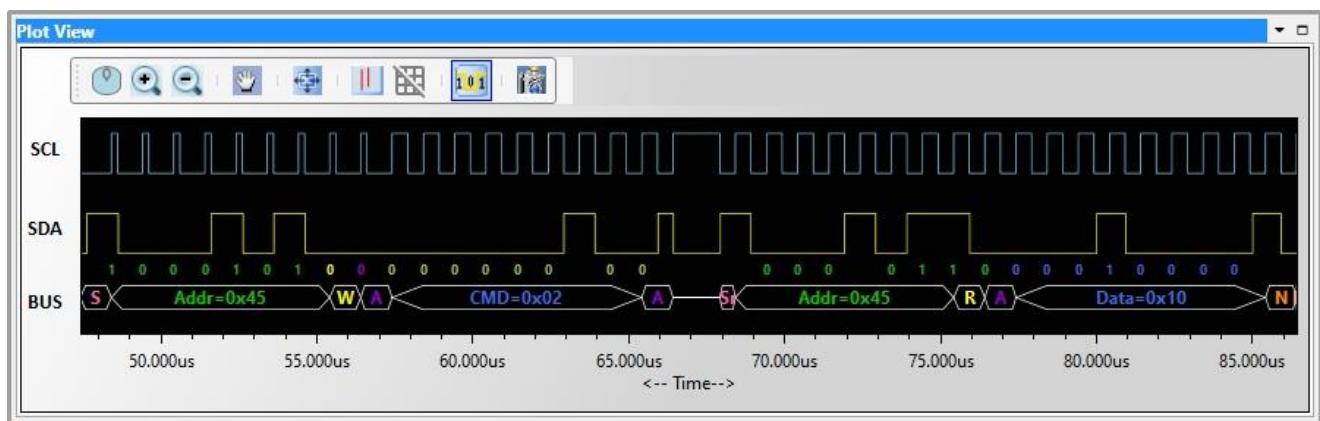 Plot View
1 0 1
SCL
SDA
1 0 0 0 1 0 1 0 0 0 0 0 0 0 0 0 0 0 0 0 0 1 1 0 0 0 0 1 0 0 0 0
BUS S Addr=0x45 W A CMD=0x02 A Sr Addr=0x45 R A Data=0x10 N
50.000us 55.000us 60.000us 65.000us 70.000us 75.000us 80.000us 85.000us
<-- Time-->